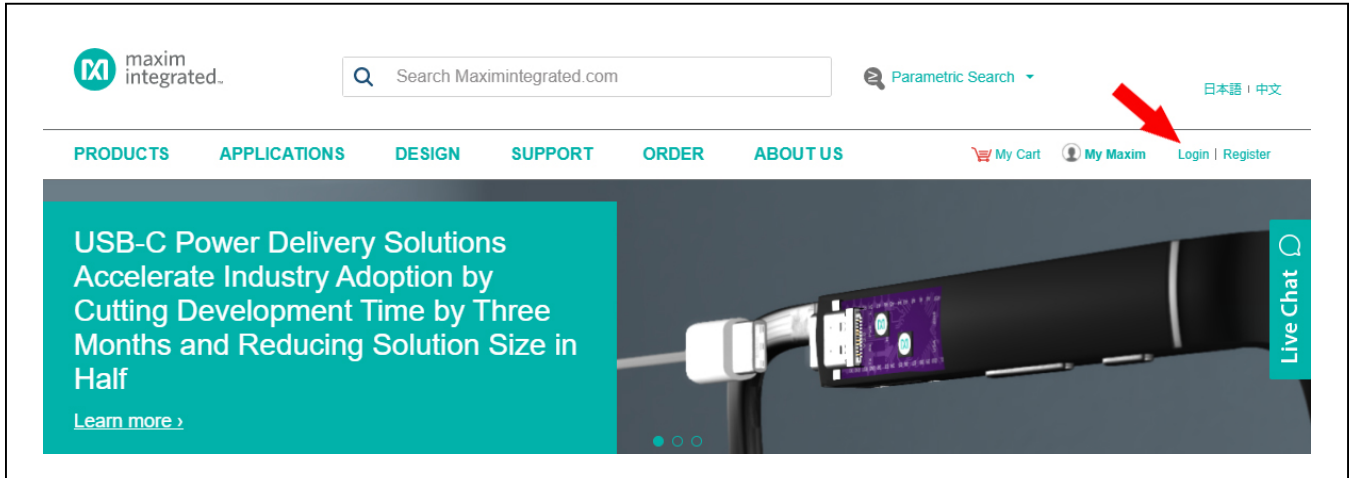 maxim
integrated™
Search Maximintegrated.com
Parametric Search
日本語 | 中文
PRODUCTS APPLICATIONS DESIGN SUPPORT ORDER ABOUT US My Cart My Maxim Login | Register
USB-C Power Delivery Solutions
Accelerate Industry Adoption by
Cutting Development Time by Three
Months and Reducing Solution Size in
Half
Learn more ›
Live Chat